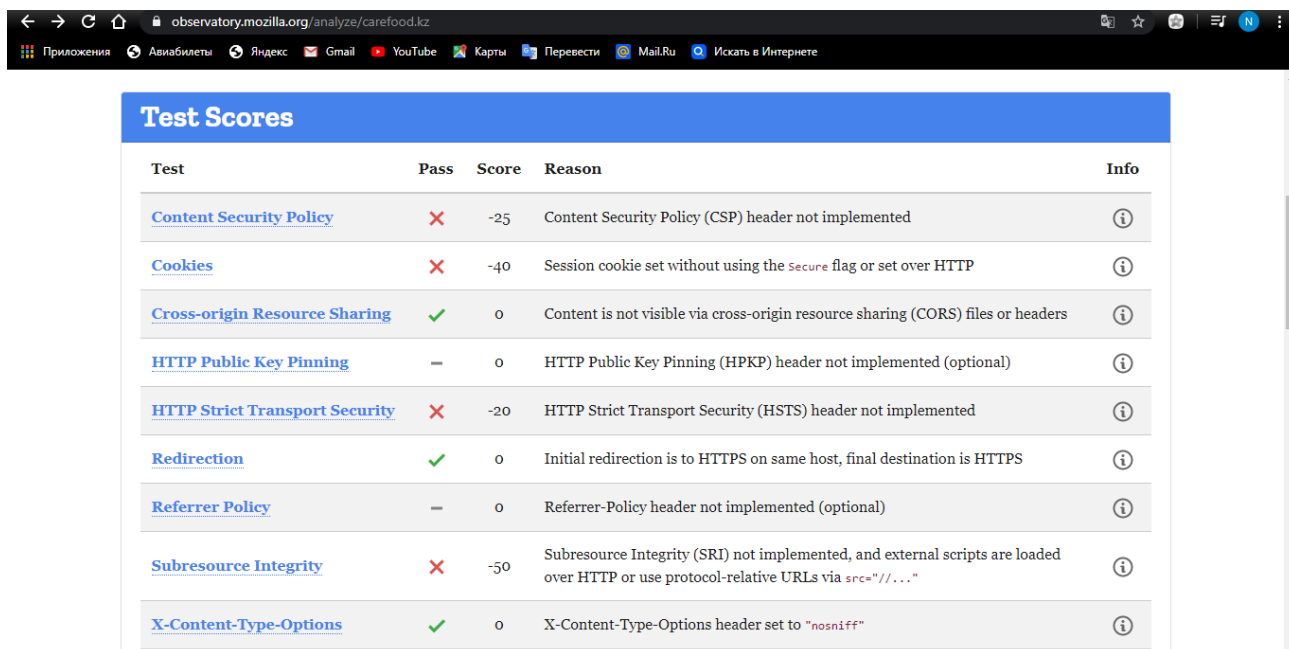 observatory.mozilla.org/analyze/carefood.kz
N
Приложения Авиабилеты Яндекс Gmail YouTube Карты Перевести Mail.Ru Искать в Интернете
Test Scores
Test Pass Score Reason Info
Content Security Policy -25 Content Security Policy (CSP) header not implemented
Cookies -40 Session cookie set without using the Secure flag or set over HTTP
Cross-origin Resource Sharing 0 Content is not visible via cross-origin resource sharing (CORS) files or headers
HTTP Public Key Pinning 0 HTTP Public Key Pinning (HPKP) header not implemented (optional)
HTTP Strict Transport Security -20 HTTP Strict Transport Security (HSTS) header not implemented
Redirection 0 Initial redirection is to HTTPS on same host, final destination is HTTPS
Referrer Policy 0 Referrer-Policy header not implemented (optional)
Subresource Integrity -50 Subresource Integrity (SRI) not implemented, and external scripts are loaded
over HTTP or use protocol-relative URLs via src="//..."
X-Content-Type-Options 0 X-Content-Type-Options header set to "nosniff"